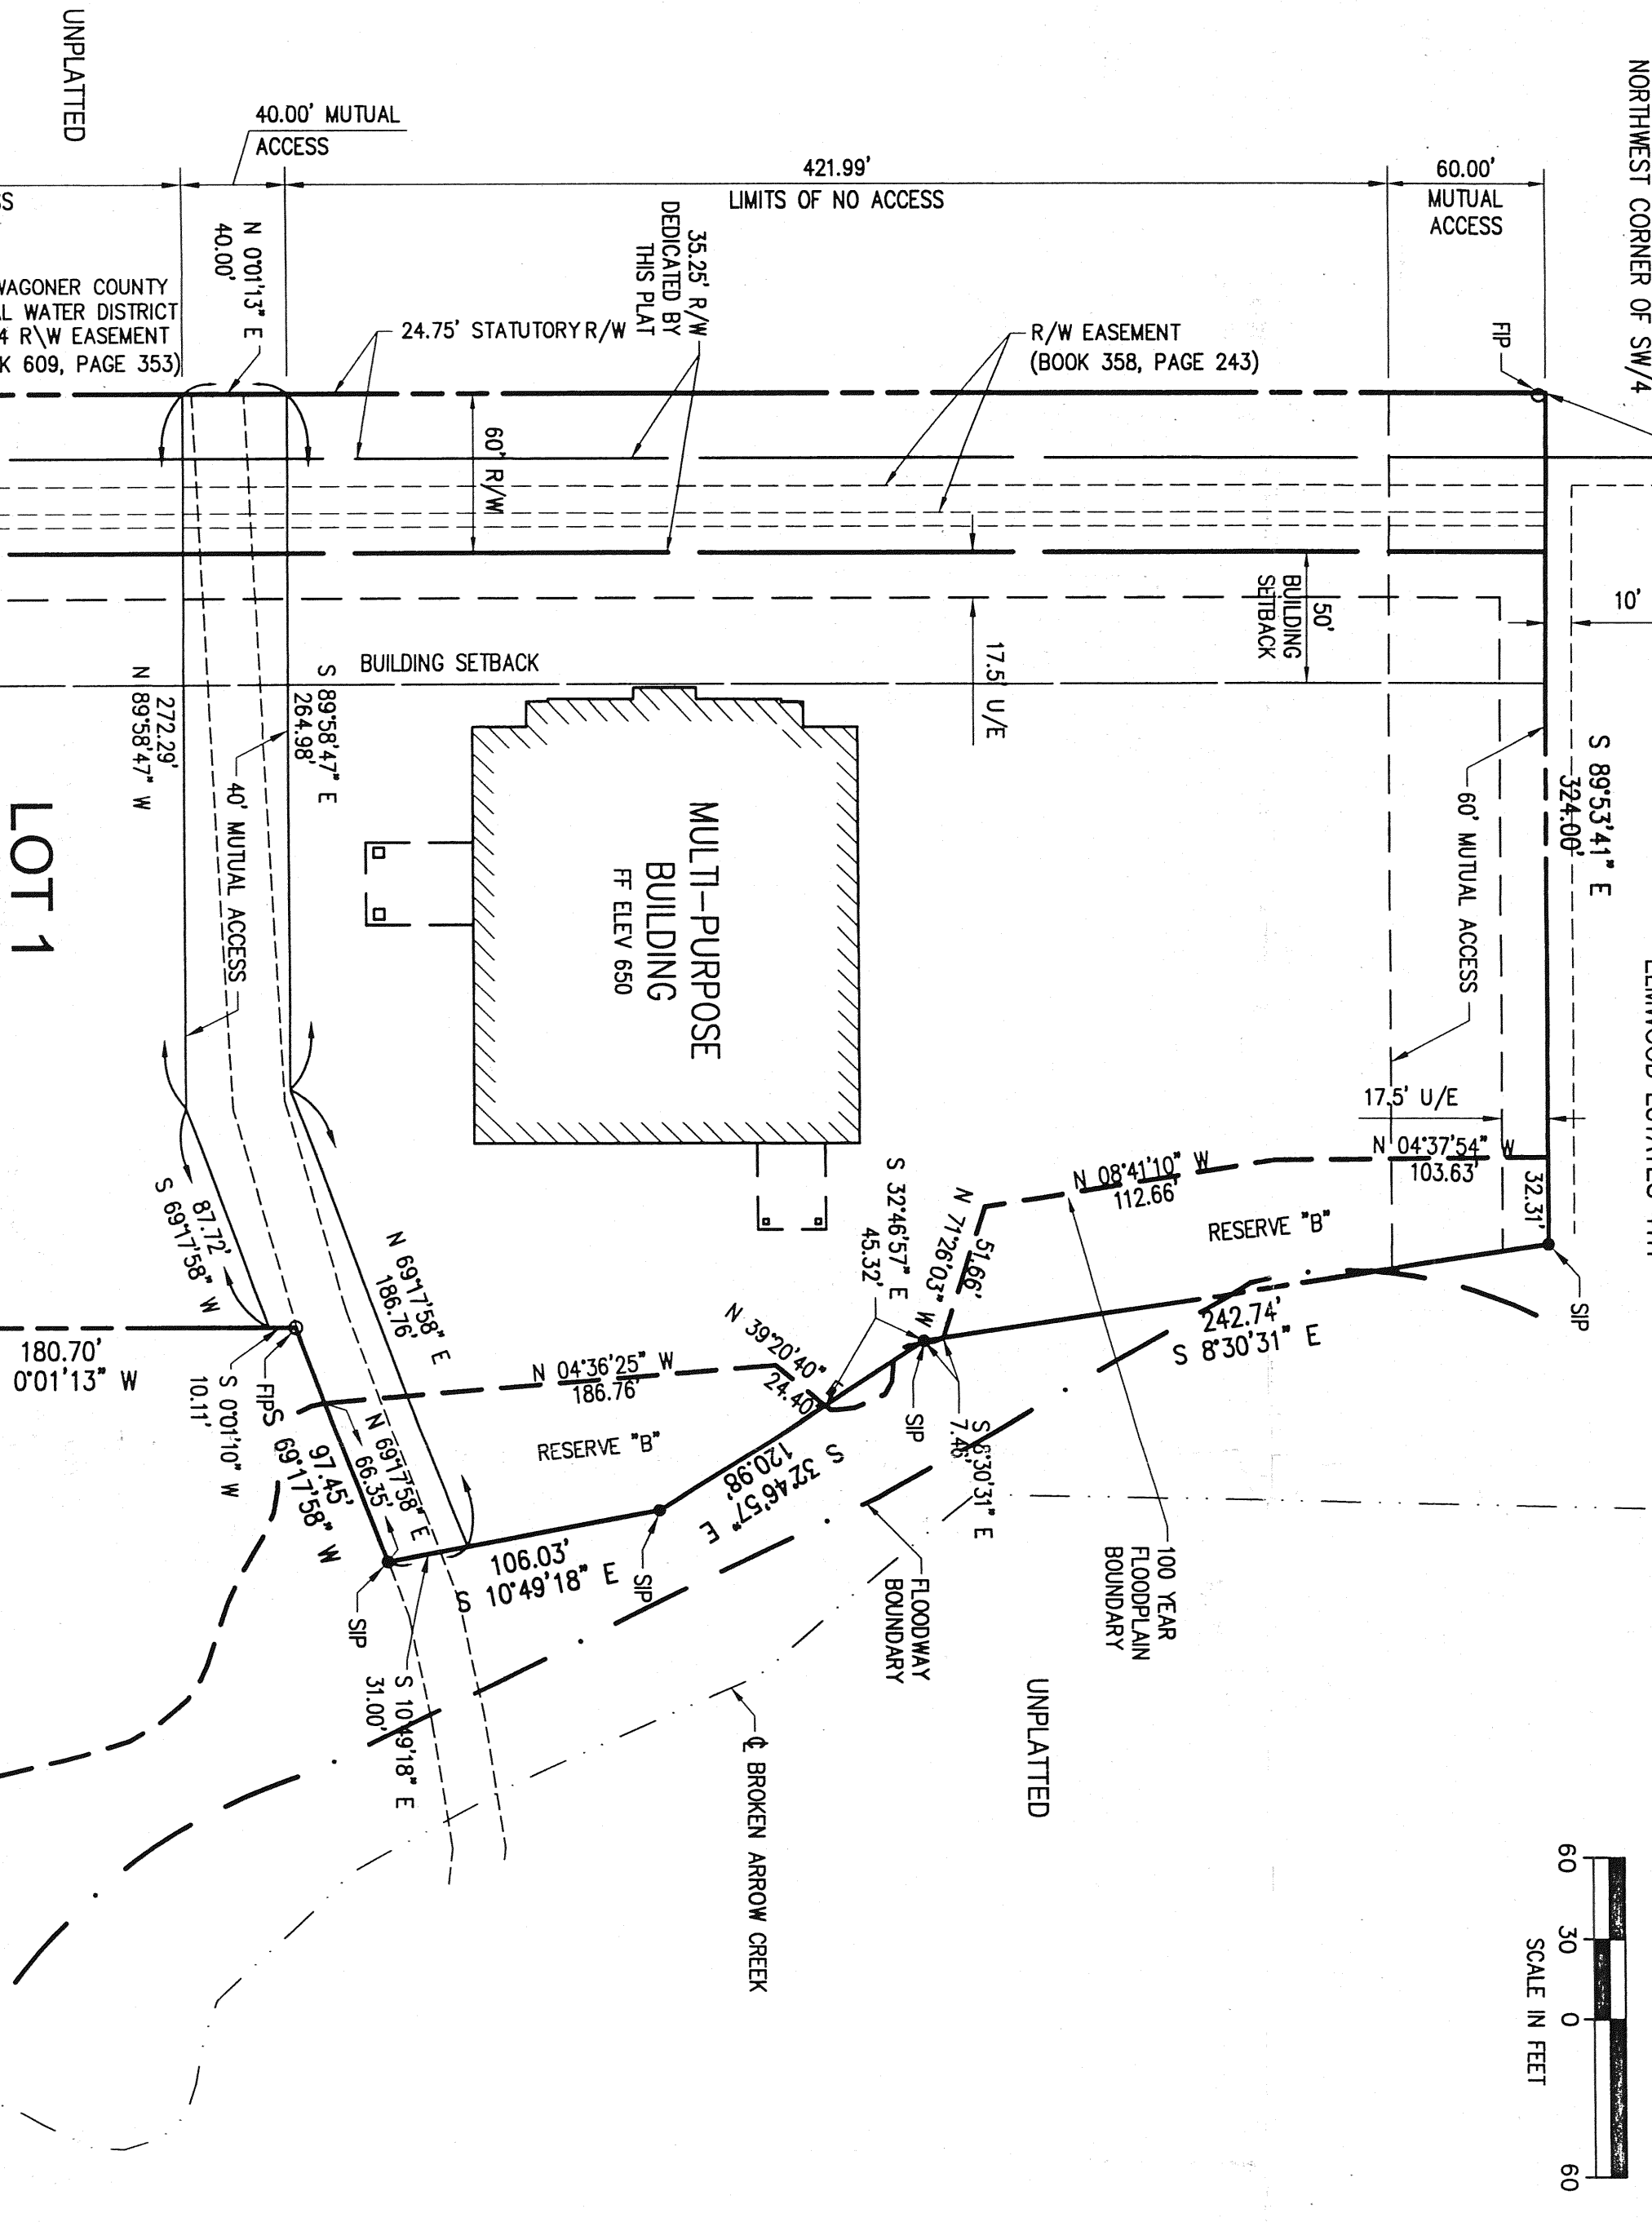 UNPLATTED
40.00' MUTUAL
ACCESS
421.99'
LIMITS OF NO ACCESS
60.00'
MUTUAL
ACCESS
NORTHWEST CORNER OF SW/4
N 0°01'13" E
40.00'
WAGONER COUNTY
WATER DISTRICT
4 R\W EASEMENT
609, PAGE 353)
24.75' STATUTORY R/W
35.25' R/W
DEDICATED BY
THIS PLAT
R/W EASEMENT
(BOOK 358, PAGE 243)
FIP
60' R/W
10'
50'
BUILDING
SETBACK
17.5' U/E
BUILDING SETBACK
S 89°58'47" E
264.98'
272.29'
N 89°58'47" W
40' MUTUAL ACCESS
LOT 1
MULTI-PURPOSE
BUILDING
FF ELEV 650
S 89°53'41" E
324.00'
60' MUTUAL ACCESS
17.5' U/E
N 04°37'54" W
103.63'
32.31'
N 08°41'10" W
112.66'
RESERVE "B"
SIP
242.74'
S 8°30'31" E
N 71°26'03" W
51.66'
S 32°46'57" E
45.32'
N 39°20'40"
24.40'
SIP
S 8°30'31" E
7.46'
87.72'
S 69°17'58" W
N 69°17'58" E
186.76'
N 04°36'25" W
186.76'
RESERVE "B"
180.70'
0°01'13" W
S 0°01'10" W
10.11'
FIP
S 69°17'58" W
97.45'
N 69°17'58" E
66.35'
S 32°46'57" E
120.98'
106.03'
S 10°49'18" E
SIP
SIP
S 10°49'18" E
31.00'
FLOODWAY
BOUNDARY
100 YEAR
FLOODPLAIN
BOUNDARY
UNPLATTED
℄ BROKEN ARROW CREEK
60 30 0 60
SCALE IN FEET